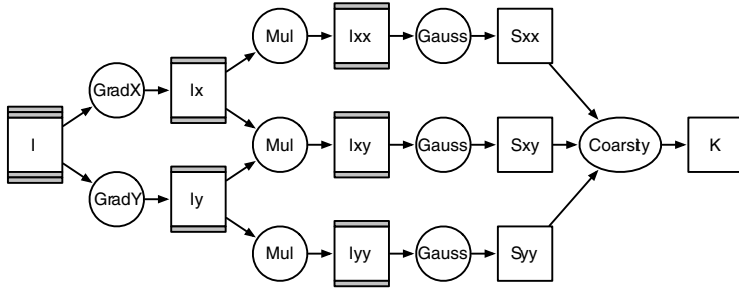 Mul
Ixx
Gauss
Sxx
GradX
Ix
I
Mul
Ixy
Gauss
Sxy
Coarsity
K
GradY
Iy
Mul
Iyy
Gauss
Syy